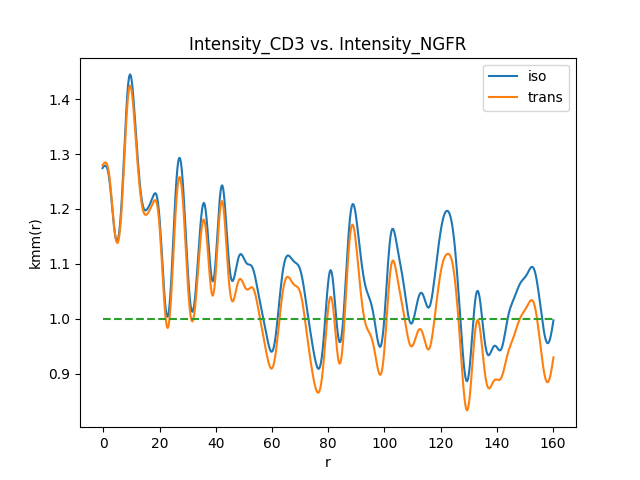 Intensity_CD3 vs. Intensity_NGFR
iso
trans
kmm(r)
1.4
1.3
1.2
1.1
1.0
0.9
0 20 40 60 80 100 120 140 160
r